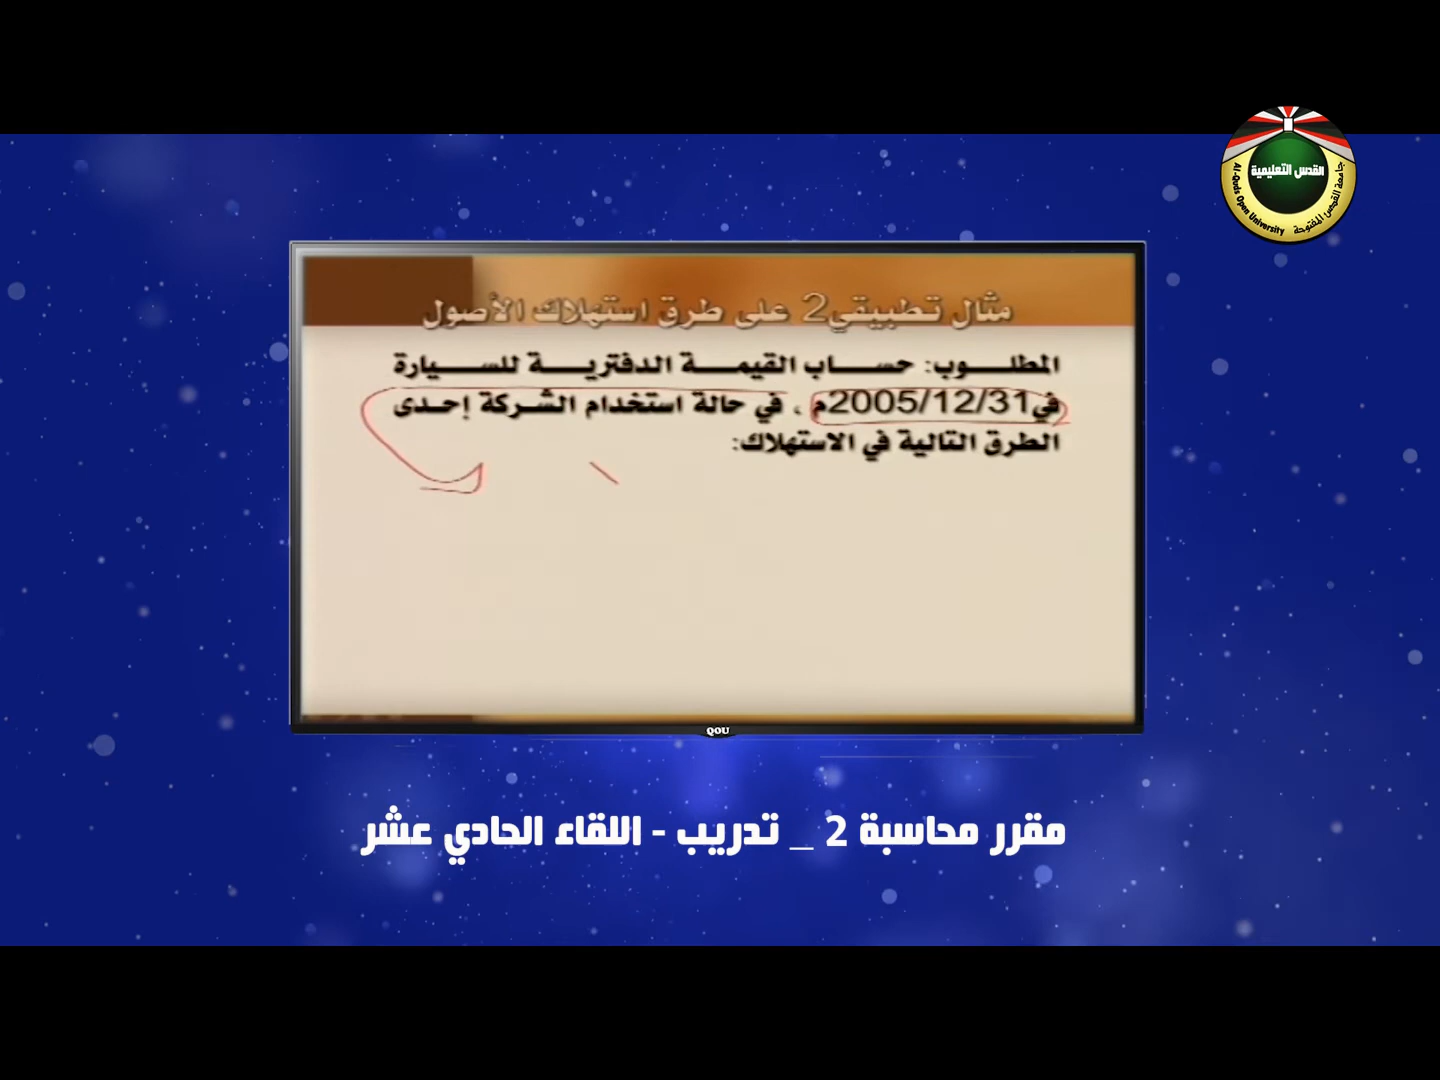 القدس التعليمية
جامعة القدس المفتوحة
Al-Quds Open University
مثال تطبيقي2 على طرق استهلاك الأصول
المطلوب: حساب القيمة الدفترية للسيارة
في2005/12/31م ، في حالة استخدام الشركة إحدى
الطرق التالية في الاستهلاك:
QOU
مقرر محاسبة 2 _ تدريب - اللقاء الحادي عشر